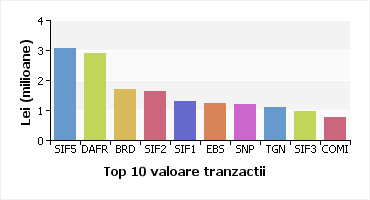 4
3
2
1
0
Lei (milioane)
SIF5 DAFR BRD SIF2 SIF1 EBS SNP TGN SIF3 COMI
Top 10 valoare tranzactii